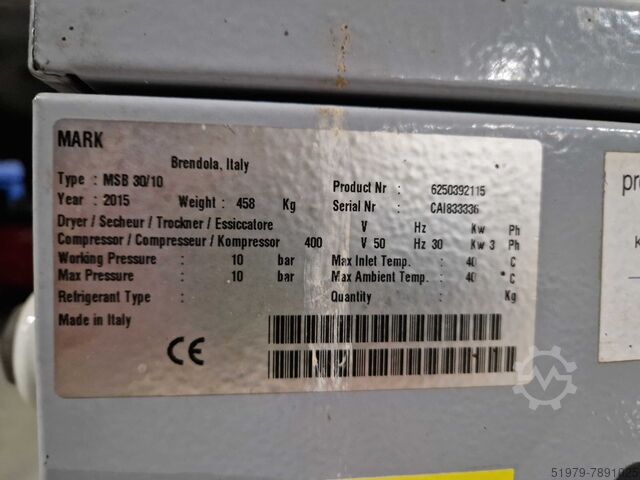 MARK
Brendola, Italy
Type : MSB 30/10 Product Nr : 6250392115
Year : 2015 Weight : 458 Kg Serial Nr : CAI833336
Dryer / Secheur / Trockner / Essiccatore V Hz Kw Ph
Compressor / Compresseur / Kompressor 400 V 50 Hz 30 Kw 3 Ph
Working Pressure : 10 bar Max Inlet Temp. : 40 °C
Max Pressure : 10 bar Max Ambient Temp. : 40 °C
Refrigerant Type : Quantity : Kg
Made in Italy
CE
pr
k
51979-7891